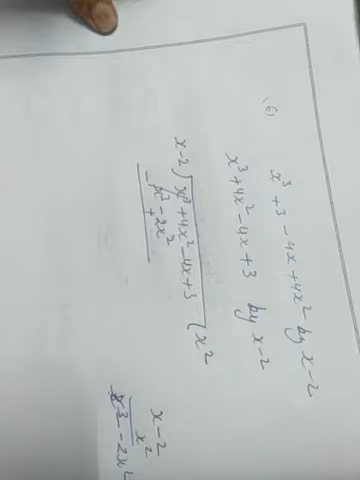 (6)
x³ + 3 - 4x + 4x² by x - 2
x³ + 4x² - 4x + 3 by x - 2
x-2) x³ + 4x² - 4x + 3 (x²
- x³ - 2x²
+
x - 2
x²
x3 - 2x²